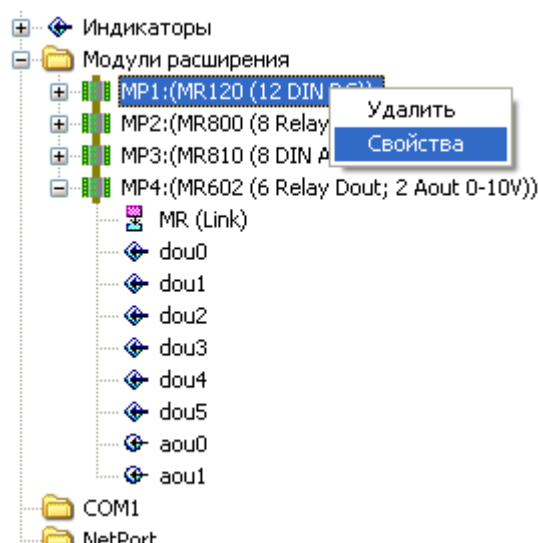 Индикаторы
Модули расширения
MP1:(MR120 (12 DIN
Удалить
MP2:(MR800 (8 Relay
Свойства
MP3:(MR810 (8 DIN A
MP4:(MR602 (6 Relay Dout; 2 Aout 0-10V))
MR (Link)
dou0
dou1
dou2
dou3
dou4
dou5
aou0
aou1
COM1
NetPort